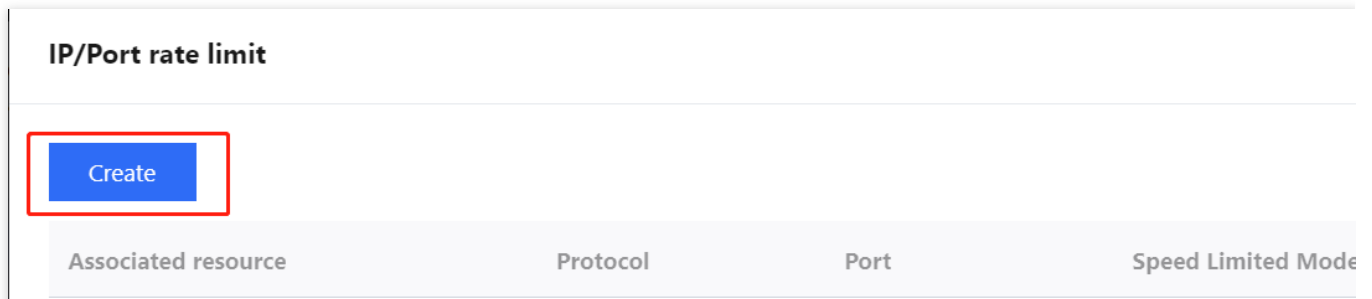 IP/Port rate limit
Create
Associated resource Protocol Port Speed Limited Mode